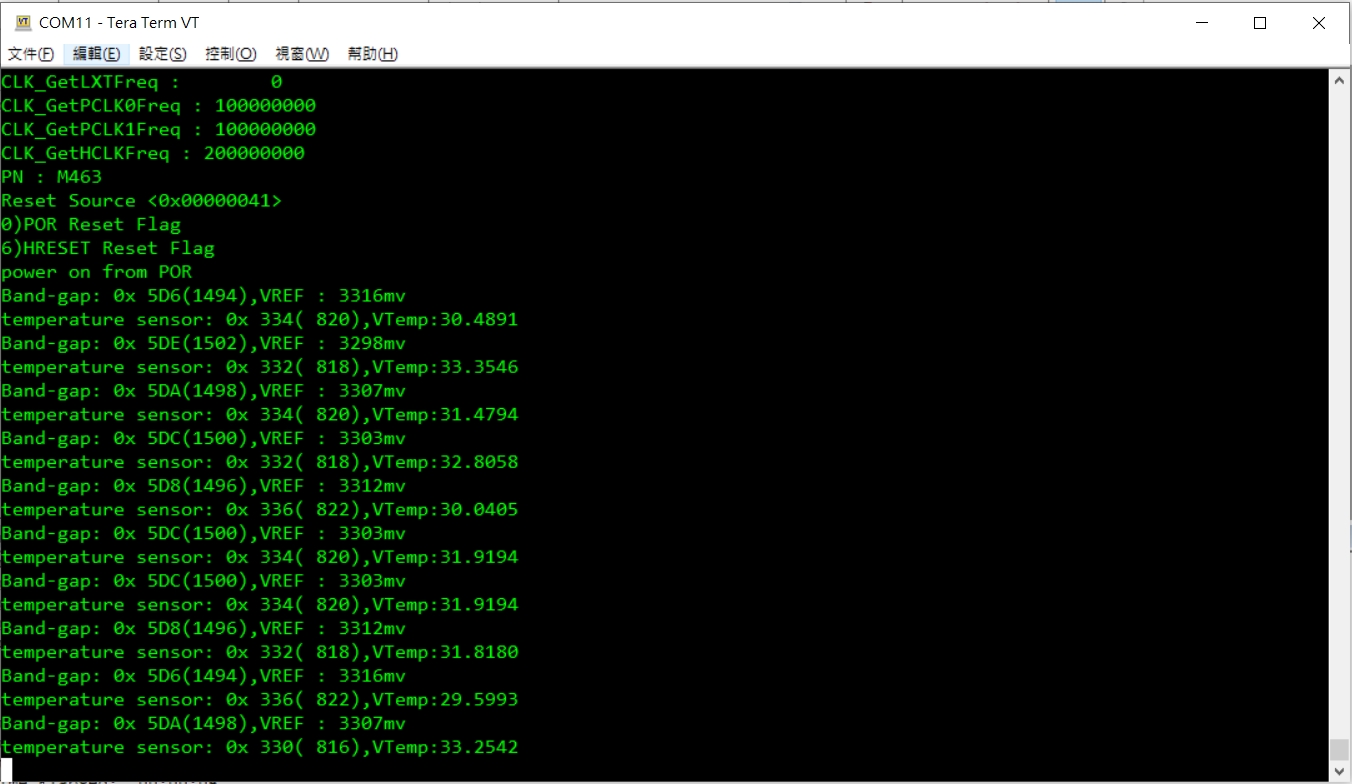 COM11 - Tera Term VT
文件(F) 編輯(E) 設定(S) 控制(O) 視窗(W) 幫助(H)
CLK_GetLXTFreq :        0
CLK_GetPCLK0Freq : 100000000
CLK_GetPCLK1Freq : 100000000
CLK_GetHCLKFreq : 200000000
PN : M463
Reset Source <0x00000041>
0)POR Reset Flag
6)HRESET Reset Flag
power on from POR
Band-gap: 0x 5D6(1494),VREF : 3316mv
temperature sensor: 0x 334( 820),VTemp:30.4891
Band-gap: 0x 5DE(1502),VREF : 3298mv
temperature sensor: 0x 332( 818),VTemp:33.3546
Band-gap: 0x 5DA(1498),VREF : 3307mv
temperature sensor: 0x 334( 820),VTemp:31.4794
Band-gap: 0x 5DC(1500),VREF : 3303mv
temperature sensor: 0x 332( 818),VTemp:32.8058
Band-gap: 0x 5D8(1496),VREF : 3312mv
temperature sensor: 0x 336( 822),VTemp:30.0405
Band-gap: 0x 5DC(1500),VREF : 3303mv
temperature sensor: 0x 334( 820),VTemp:31.9194
Band-gap: 0x 5DC(1500),VREF : 3303mv
temperature sensor: 0x 334( 820),VTemp:31.9194
Band-gap: 0x 5D8(1496),VREF : 3312mv
temperature sensor: 0x 332( 818),VTemp:31.8180
Band-gap: 0x 5D6(1494),VREF : 3316mv
temperature sensor: 0x 336( 822),VTemp:29.5993
Band-gap: 0x 5DA(1498),VREF : 3307mv
temperature sensor: 0x 330( 816),VTemp:33.2542